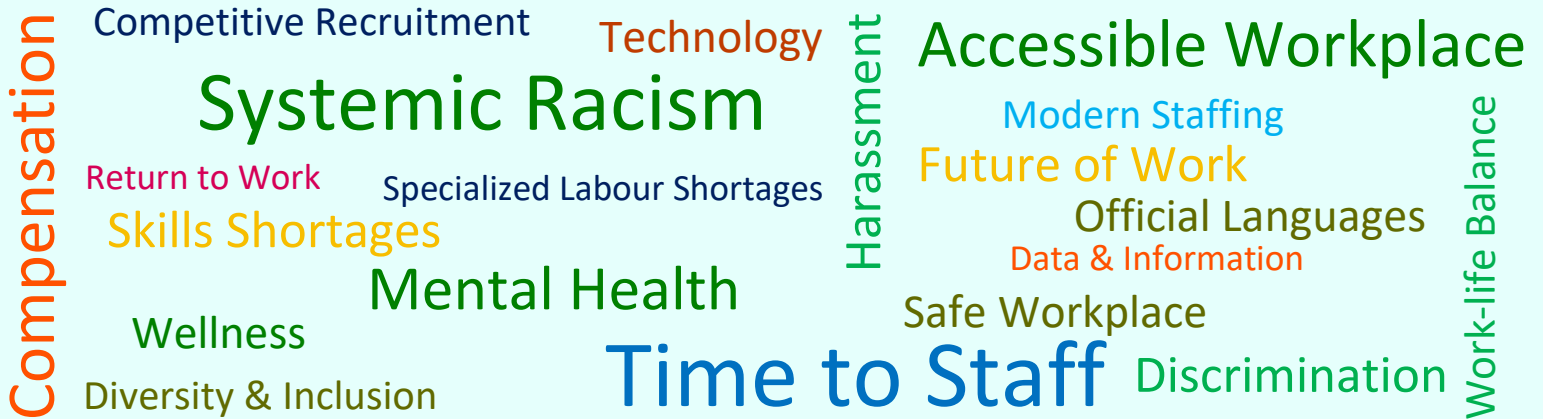 Compensation
Competitive Recruitment
Technology
Systemic Racism
Return to Work
Specialized Labour Shortages
Skills Shortages
Mental Health
Wellness
Diversity & Inclusion
Time to Staff
Harassment
Accessible Workplace
Modern Staffing
Future of Work
Official Languages
Data & Information
Safe Workplace
Discrimination
Work-life Balance